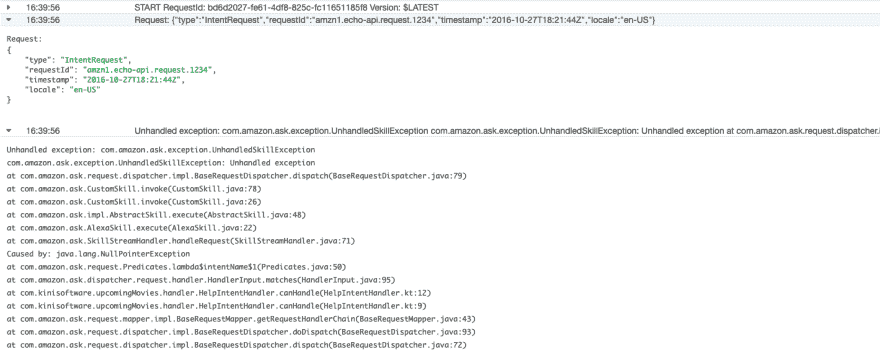 16:39:56 START RequestId: bd6d2027-fe61-4df8-825c-fc11651185f8 Version: $LATEST
16:39:56 Request: {"type":"IntentRequest","requestId":"amzn1.echo-api.request.1234","timestamp":"2016-10-27T18:21:44Z","locale":"en-US"}
Request:
{
"type": "IntentRequest",
"requestId": "amzn1.echo-api.request.1234",
"timestamp": "2016-10-27T18:21:44Z",
"locale": "en-US"
}
16:39:56 Unhandled exception: com.amazon.ask.exception.UnhandledSkillException com.amazon.ask.exception.UnhandledSkillException: Unhandled exception at com.amazon.ask.request.dispatcher.i
Unhandled exception: com.amazon.ask.exception.UnhandledSkillException
com.amazon.ask.exception.UnhandledSkillException: Unhandled exception
at com.amazon.ask.request.dispatcher.impl.BaseRequestDispatcher.dispatch(BaseRequestDispatcher.java:79)
at com.amazon.ask.CustomSkill.invoke(CustomSkill.java:78)
at com.amazon.ask.CustomSkill.invoke(CustomSkill.java:26)
at com.amazon.ask.impl.AbstractSkill.execute(AbstractSkill.java:48)
at com.amazon.ask.AlexaSkill.execute(AlexaSkill.java:22)
at com.amazon.ask.SkillStreamHandler.handleRequest(SkillStreamHandler.java:71)
Caused by: java.lang.NullPointerException
at com.amazon.ask.request.Predicates.lambda$intentName$1(Predicates.java:50)
at com.amazon.ask.dispatcher.request.handler.HandlerInput.matches(HandlerInput.java:95)
at com.kinisoftware.upcomingMovies.handler.HelpIntentHandler.canHandle(HelpIntentHandler.kt:12)
at com.kinisoftware.upcomingMovies.handler.HelpIntentHandler.canHandle(HelpIntentHandler.kt:9)
at com.amazon.ask.request.mapper.impl.BaseRequestMapper.getRequestHandlerChain(BaseRequestMapper.java:43)
at com.amazon.ask.request.dispatcher.impl.BaseRequestDispatcher.doDispatch(BaseRequestDispatcher.java:93)
at com.amazon.ask.request.dispatcher.impl.BaseRequestDispatcher.dispatch(BaseRequestDispatcher.java:72)